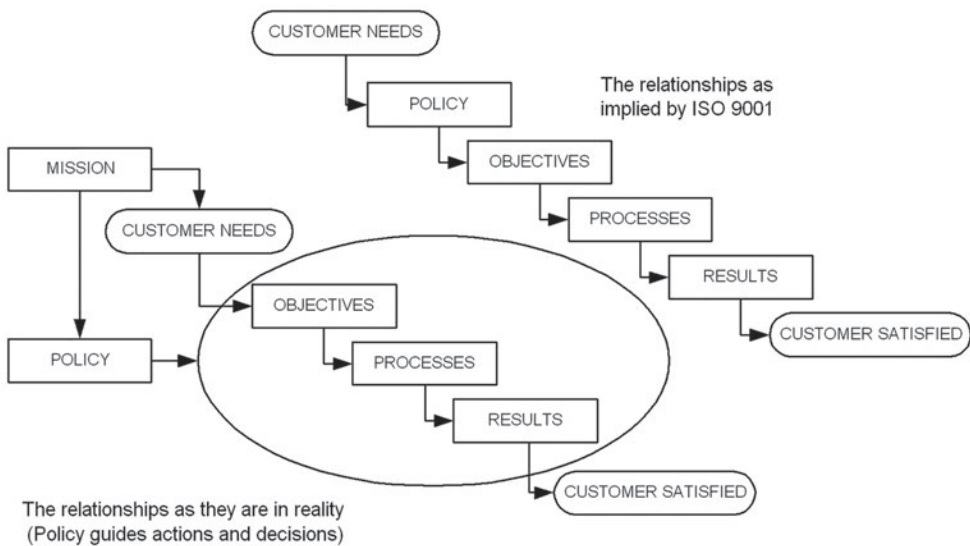 CUSTOMER NEEDS
POLICY
The relationships as
implied by ISO 9001
OBJECTIVES
MISSION
PROCESSES
CUSTOMER NEEDS
RESULTS
OBJECTIVES
CUSTOMER SATISFIED
POLICY
PROCESSES
RESULTS
CUSTOMER SATISFIED
The relationships as they are in reality
(Policy guides actions and decisions)